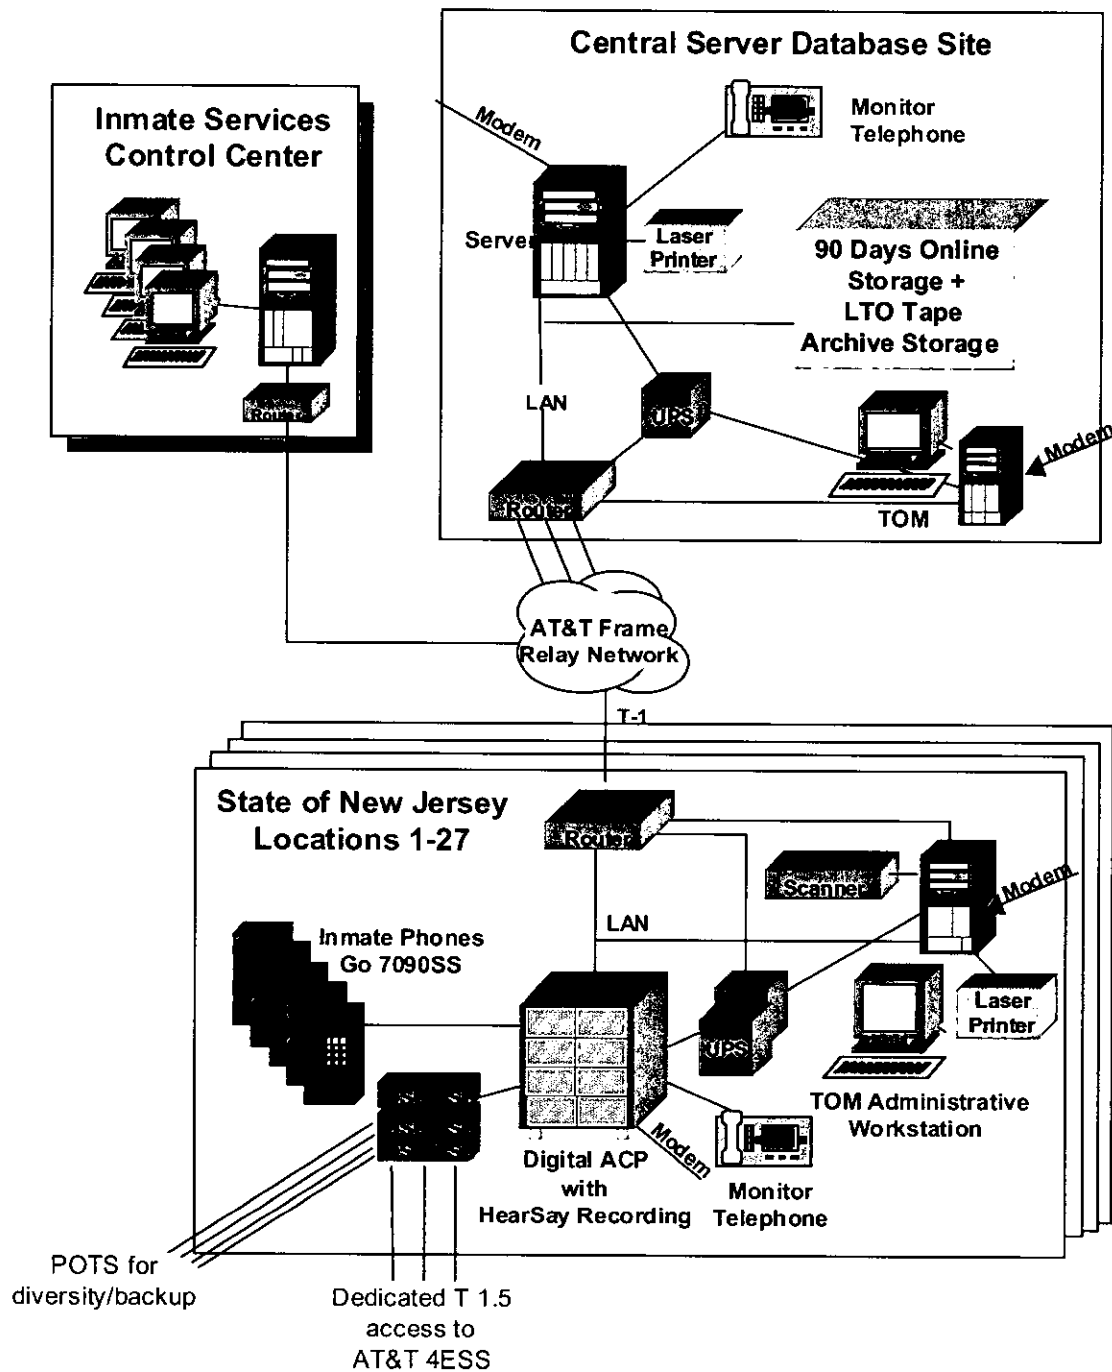 Central Server Database Site
Inmate Services
Control Center
Modem
Monitor
Telephone
Server
Laser
Printer
90 Days Online
Storage +
LTO Tape
Archive Storage
Router
LAN
UPS
Modem
Router
TOM
AT&T Frame
Relay Network
T-1
State of New Jersey
Locations 1-27
Router
Scanner
Modem
LAN
Inmate Phones
Go 7090SS
Laser
Printer
UPS
TOM Administrative
Workstation
Modem
Digital ACP
with
HearSay Recording
Monitor
Telephone
POTS for
diversity/backup
Dedicated T 1.5
access to
AT&T 4ESS